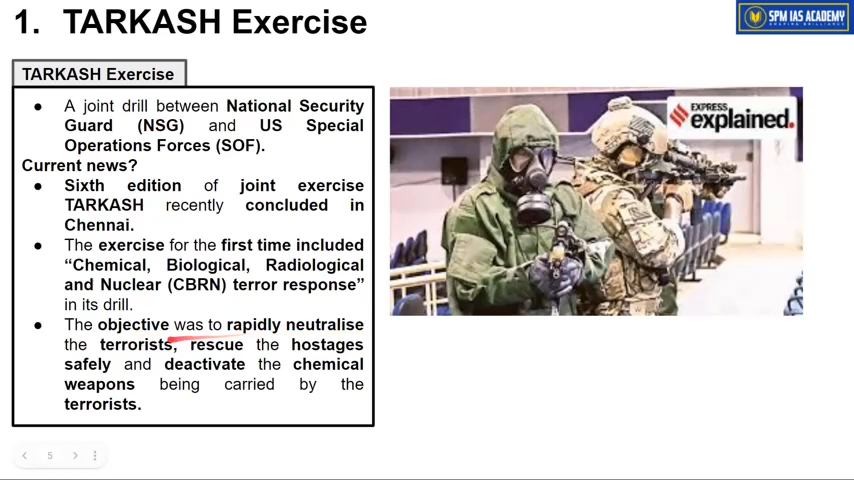 1. TARKASH Exercise
SPM IAS ACADEMY
SHAPING BRILLIANCE
TARKASH Exercise
● A joint drill between National Security
Guard (NSG) and US Special
Operations Forces (SOF).
Current news?
● Sixth edition of joint exercise
TARKASH recently concluded in
Chennai.
● The exercise for the first time included
“Chemical, Biological, Radiological
and Nuclear (CBRN) terror response”
in its drill.
● The objective was to rapidly neutralise
the terrorists, rescue the hostages
safely and deactivate the chemical
weapons being carried by the
terrorists.
EXPRESS
explained.
5